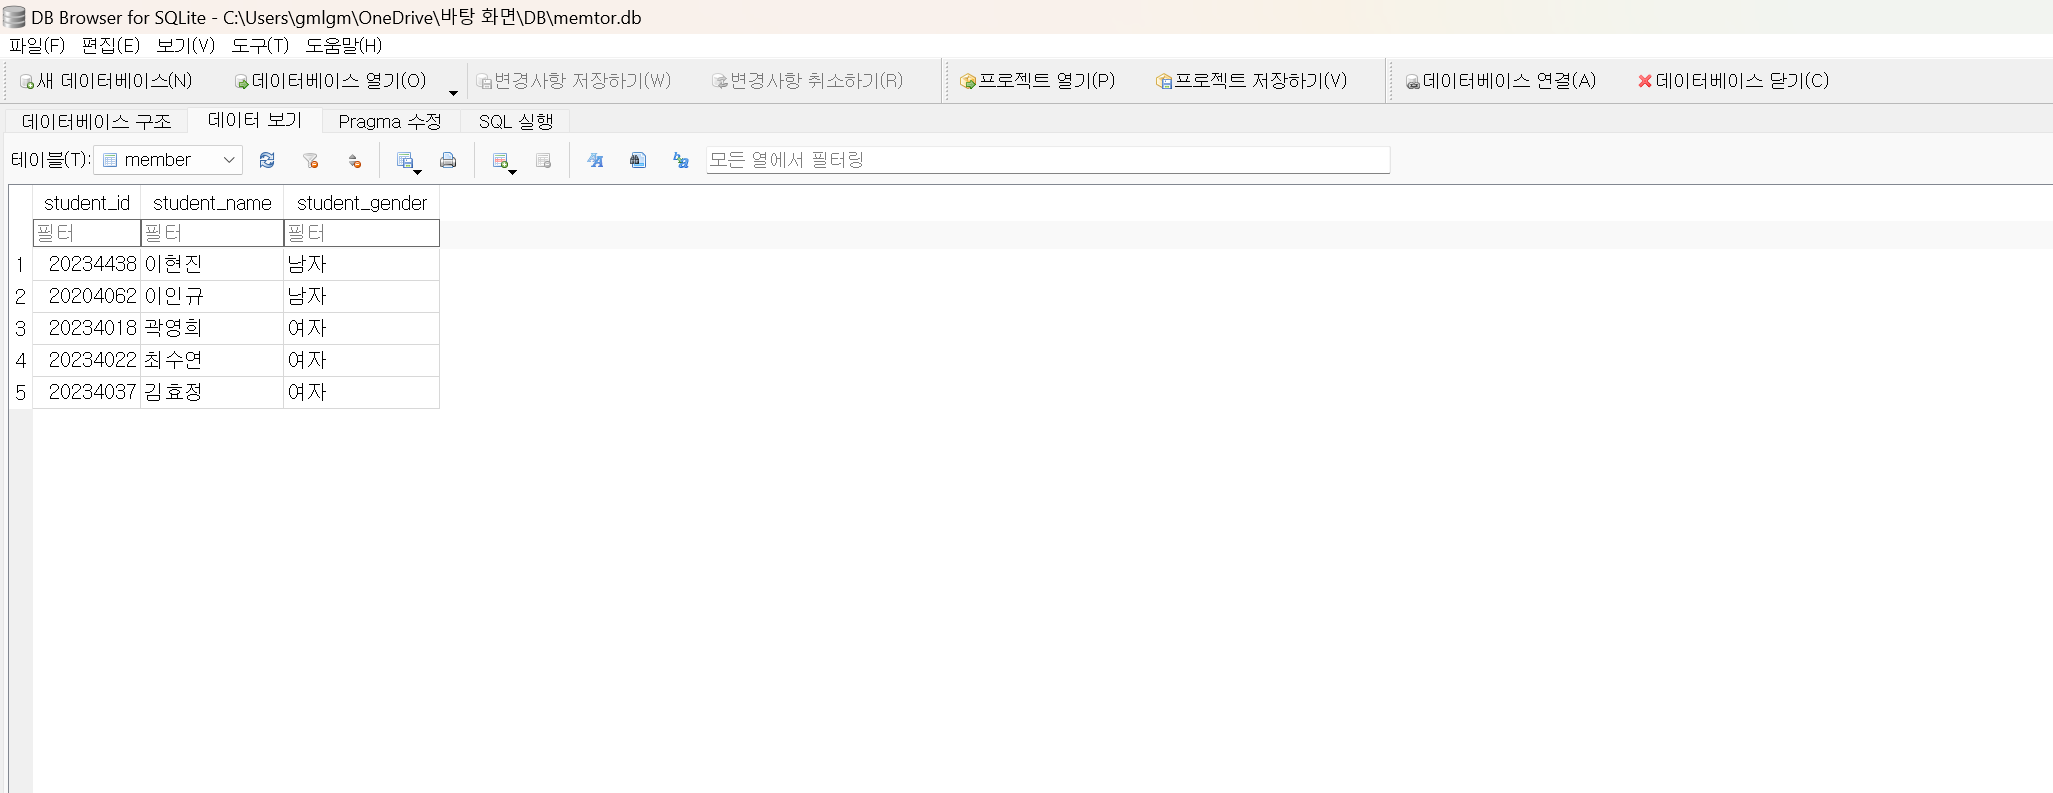 DB Browser for SQLite - C:\Users\gmlgm\OneDrive\바탕 화면\DB\memtor.db
파일(F) 편집(E) 보기(V) 도구(T) 도움말(H)
새 데이터베이스(N) 데이터베이스 열기(O) 변경사항 저장하기(W) 변경사항 취소하기(R) 프로젝트 열기(P) 프로젝트 저장하기(V) 데이터베이스 연결(A) 데이터베이스 닫기(C)
데이터베이스 구조 데이터 보기 Pragma 수정 SQL 실행
테이블(T): member 모든 열에서 필터링
student_id student_name student_gender
필터 필터 필터
1 20234438 이현진 남자
2 20204062 이인규 남자
3 20234018 곽영희 여자
4 20234022 최수연 여자
5 20234037 김효정 여자